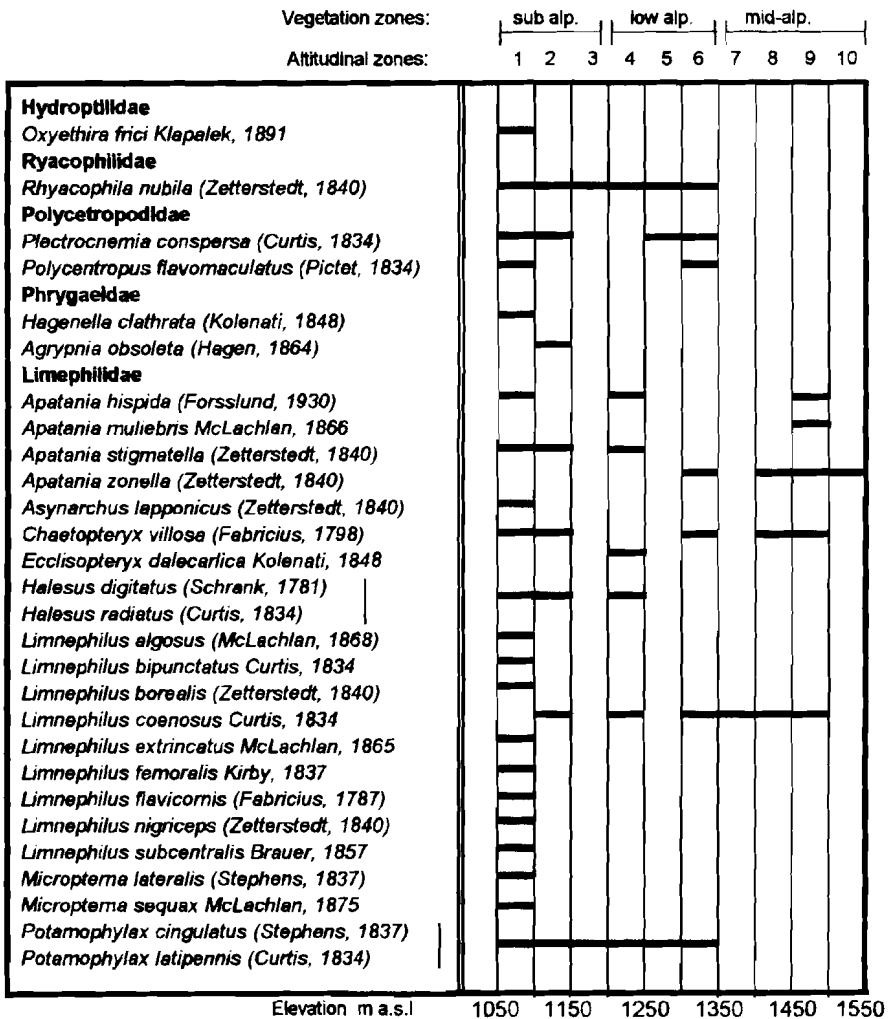 Vegetation zones: sub alp. low alp. mid-alp.
Altitudinal zones: 1 2 3 4 5 6 7 8 9 10
Hydroptilidae
Oxyethira frici Klapalek, 1891
Ryacophilidae
Rhyacophila nubila (Zetterstedt, 1840)
Polycetropodidae
Plectrocnemia conspersa (Curtis, 1834)
Polycentropus flavomaculatus (Pictet, 1834)
Phrygaeidae
Hagenella clathrata (Kolenati, 1848)
Agrypnia obsoleta (Hagen, 1864)
Limephilidae
Apatania hispida (Forsslund, 1930)
Apatania muliebris McLachlan, 1866
Apatania stigmatella (Zetterstedt, 1840)
Apatania zonella (Zetterstedt, 1840)
Asynarchus lapponicus (Zetterstedt, 1840)
Chaetopteryx villosa (Fabricius, 1798)
Ecclisopteryx dalecarlica Kolenati, 1848
Halesus digitatus (Schrank, 1781)
Halesus radiatus (Curtis, 1834)
Limnephilus algosus (McLachlan, 1868)
Limnephilus bipunctatus Curtis, 1834
Limnephilus borealis (Zetterstedt, 1840)
Limnephilus coenosus Curtis, 1834
Limnephilus extrincatus McLachlan, 1865
Limnephilus femoralis Kirby, 1837
Limnephilus flavicornis (Fabricius, 1787)
Limnephilus nigriceps (Zetterstedt, 1840)
Limnephilus subcentralis Brauer, 1857
Micropterna lateralis (Stephens, 1837)
Micropterna sequax McLachlan, 1875
Potamophylax cingulatus (Stephens, 1837)
Potamophylax latipennis (Curtis, 1834)
Elevation m a.s.l 1050 1150 1250 1350 1450 1550